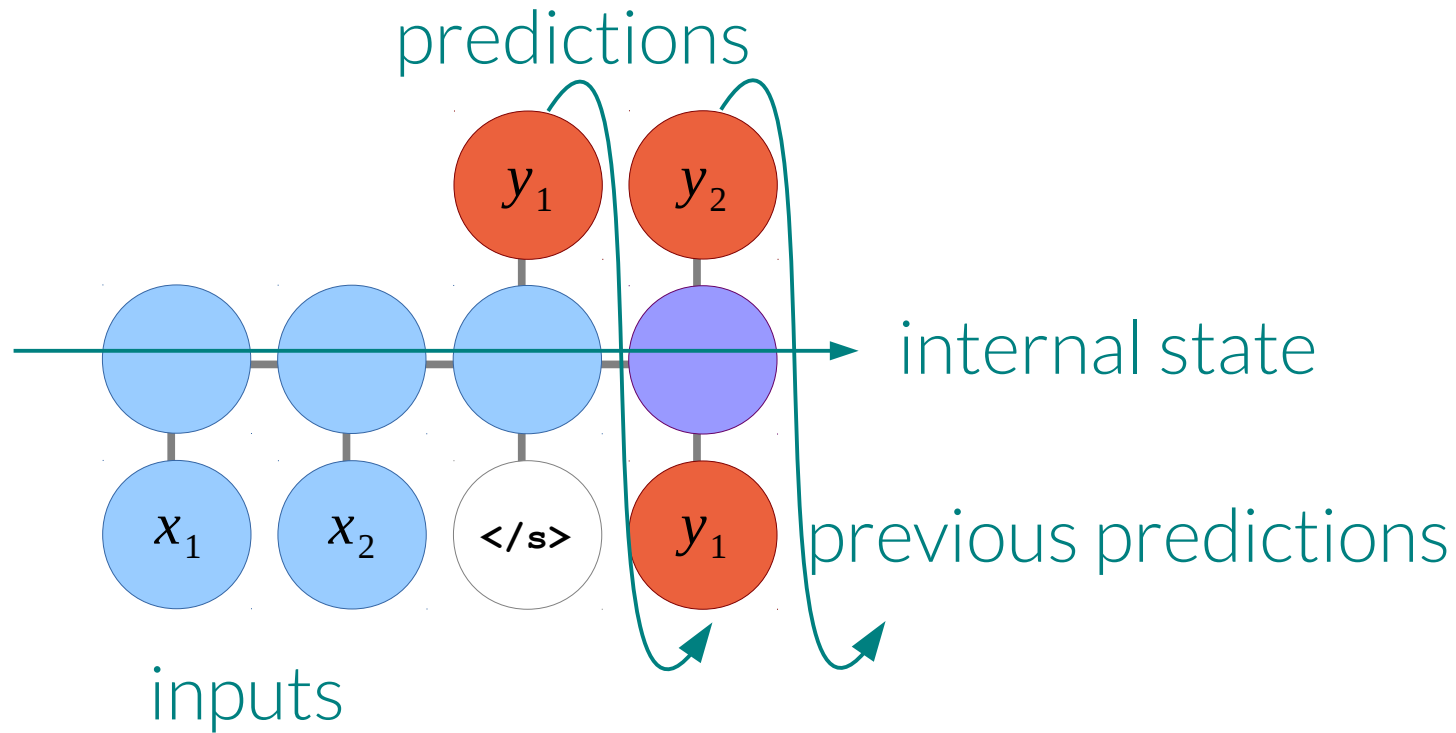 predictions
y₁ y₂
internal state
x₁ x₂ </s> y₁
previous predictions
inputs